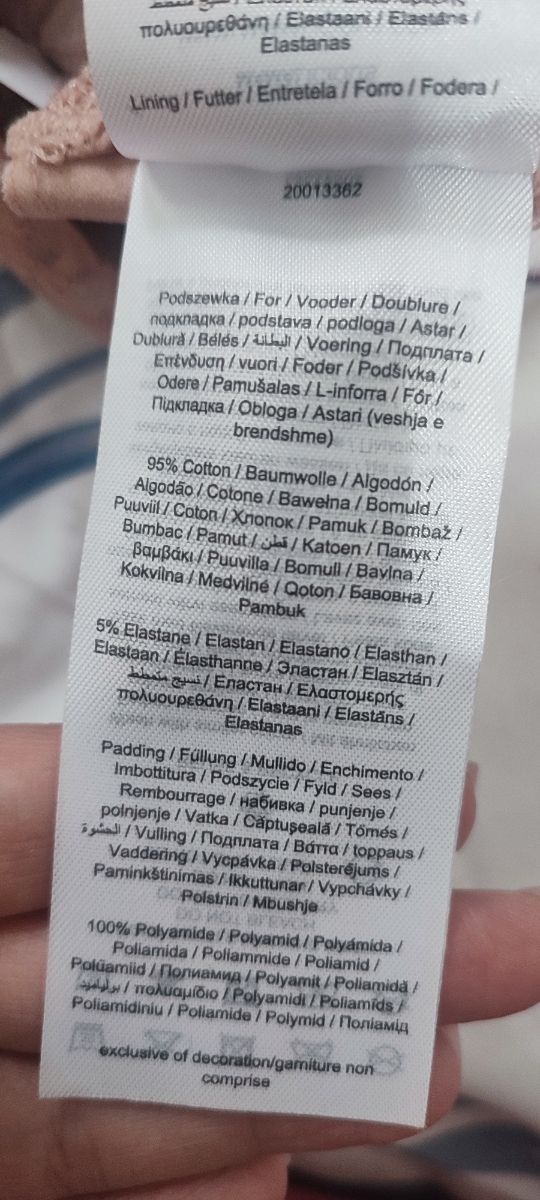 πολυουρεθάνη / Elastaani / Elastāns /
Elastanas
Lining / Futter / Entretela / Forro / Fodera /
20013362
Podszewka / For / Vooder / Doublure /
подкладка / podstava / podloga / Astar /
Dublură / Bélés / البطانة / Voering / Подплата /
Επένδυση / vuori / Foder / Podšívka /
Odere / Pamušalas / L-inforra / Fór /
Підкладка / Obloga / Astari (veshja e
brendshme)
95% Cotton / Baumwolle / Algodón /
Algodão / Cotone / Bawełna / Bomuld /
Puuvill / Coton / Хлопок / Pamuk / Bombaž /
Bumbac / Pamut / قطن / Katoen / Памук /
βαμβάκι / Puuvilla / Bomull / Bavlna /
Kokvilna / Medvilnė / Qoton / Бавовна /
Pambuk
5% Elastane / Elastan / Elastano / Elasthan /
Elastaan / Élasthanne / Эластан / Elasztán /
نسيج متمطط / Еластан / Ελαστομερής
πολυουρεθάνη / Elastaani / Elastāns /
Elastanas
Padding / Füllung / Mullido / Enchimento /
Imbottitura / Podszycie / Fyld / Sees /
Rembourrage / набивка / punjenje /
polnjenje / Vatka / Căptuşeală / Tömés /
الحشوة / Vulling / Подплата / Βάττα / toppaus /
Vaddering / Vycpávka / Polsterējums /
Paminkštinimas / Ikkuttunar / Vypchávky /
Polstrin / Mbushje
100% Polyamide / Polyamid / Polyámida /
Poliamida / Poliammide / Poliamid /
Polüamiid / Полиамид / Polyamit / Poliamidă /
برليأميد / πολυαμίδιο / Polyamidi / Poliamīds /
Poliamidiniu / Poliamide / Polymid / Поліамід
exclusive of decoration/garniture non
comprise